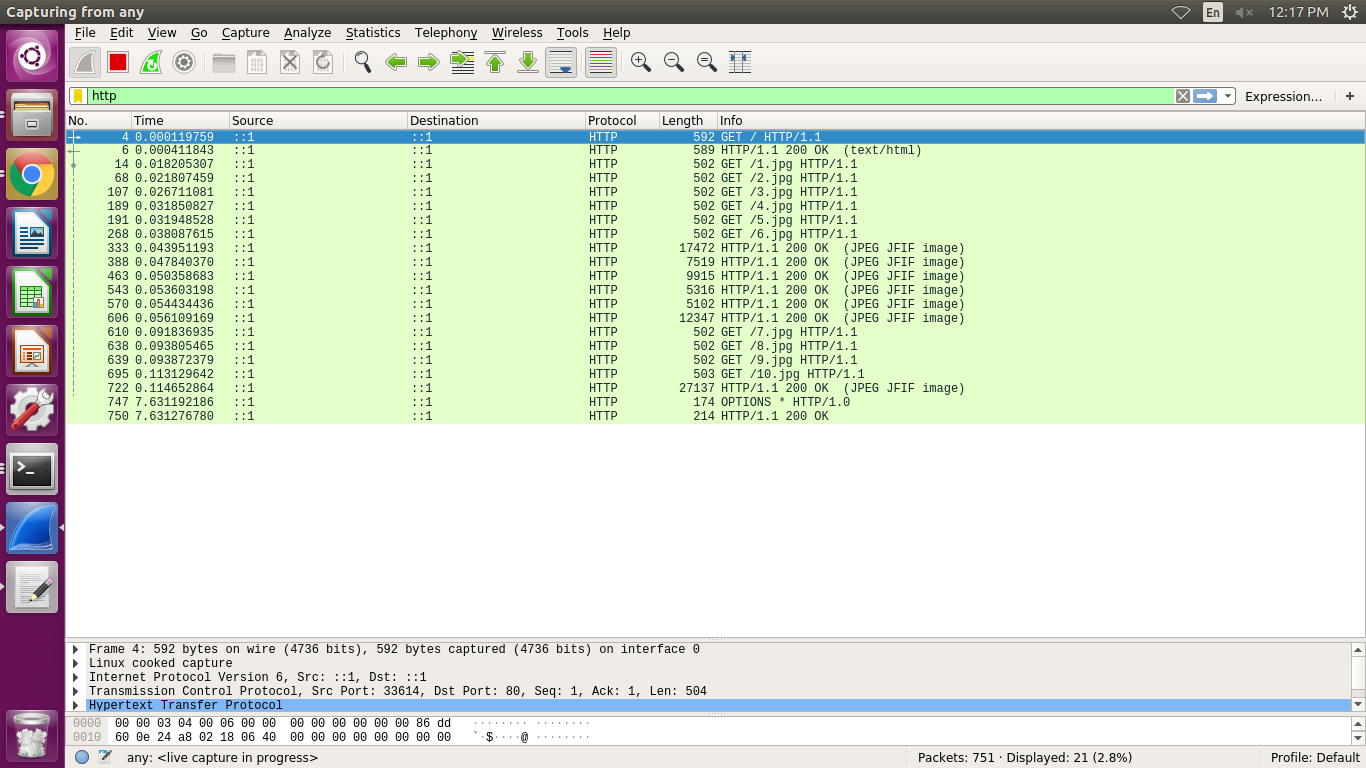 Capturing from any En 12:17 PM
File Edit View Go Capture Analyze Statistics Telephony Wireless Tools Help
http Expression… +
No. Time Source Destination Protocol Length Info
4 0.000119759 ::1 ::1 HTTP 592 GET / HTTP/1.1
6 0.000411843 ::1 ::1 HTTP 589 HTTP/1.1 200 OK (text/html)
14 0.018205307 ::1 ::1 HTTP 502 GET /1.jpg HTTP/1.1
68 0.021807459 ::1 ::1 HTTP 502 GET /2.jpg HTTP/1.1
107 0.026711081 ::1 ::1 HTTP 502 GET /3.jpg HTTP/1.1
189 0.031850827 ::1 ::1 HTTP 502 GET /4.jpg HTTP/1.1
191 0.031948528 ::1 ::1 HTTP 502 GET /5.jpg HTTP/1.1
268 0.038087615 ::1 ::1 HTTP 502 GET /6.jpg HTTP/1.1
333 0.043951193 ::1 ::1 HTTP 17472 HTTP/1.1 200 OK (JPEG JFIF image)
388 0.047840370 ::1 ::1 HTTP 7519 HTTP/1.1 200 OK (JPEG JFIF image)
463 0.050358683 ::1 ::1 HTTP 9915 HTTP/1.1 200 OK (JPEG JFIF image)
543 0.053603198 ::1 ::1 HTTP 5316 HTTP/1.1 200 OK (JPEG JFIF image)
570 0.054434436 ::1 ::1 HTTP 5102 HTTP/1.1 200 OK (JPEG JFIF image)
606 0.056109169 ::1 ::1 HTTP 12347 HTTP/1.1 200 OK (JPEG JFIF image)
610 0.091836935 ::1 ::1 HTTP 502 GET /7.jpg HTTP/1.1
638 0.093805465 ::1 ::1 HTTP 502 GET /8.jpg HTTP/1.1
639 0.093872379 ::1 ::1 HTTP 502 GET /9.jpg HTTP/1.1
695 0.113129642 ::1 ::1 HTTP 503 GET /10.jpg HTTP/1.1
722 0.114652864 ::1 ::1 HTTP 27137 HTTP/1.1 200 OK (JPEG JFIF image)
747 7.631192186 ::1 ::1 HTTP 174 OPTIONS * HTTP/1.0
750 7.631276780 ::1 ::1 HTTP 214 HTTP/1.1 200 OK
Frame 4: 592 bytes on wire (4736 bits), 592 bytes captured (4736 bits) on interface 0
Linux cooked capture
Internet Protocol Version 6, Src: ::1, Dst: ::1
Transmission Control Protocol, Src Port: 33614, Dst Port: 80, Seq: 1, Ack: 1, Len: 504
Hypertext Transfer Protocol
0000 00 00 03 04 00 06 00 00 00 00 00 00 00 00 86 dd ········ ········
0010 60 0e 24 a8 02 18 06 40 00 00 00 00 00 00 00 00 `·$····@ ········
any: <live capture in progress> Packets: 751 · Displayed: 21 (2.8%) Profile: Default